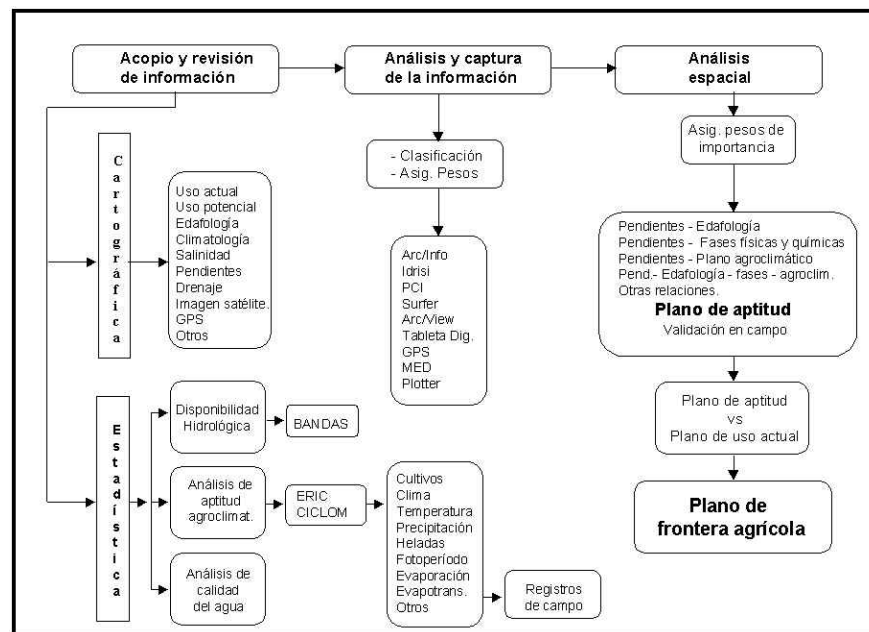 Acopio y revisión
de información
Análisis y captura
de la información
Análisis
espacial
Cartográfica
Uso actual
Uso potencial
Edafología
Climatología
Salinidad
Pendientes
Drenaje
Imagen satélite.
GPS
Otros
- Clasificación
- Asig. Pesos
Arc/Info
Idrisi
PCI
Surfer
Arc/View
Tableta Dig.
GPS
MED
Plotter
Asig. pesos de
importancia
Pendientes - Edafología
Pendientes - Fases físicas y químicas
Pendientes - Plano agroclimático
Pend.- Edafología - fases - agroclim.
Otras relaciones.
Plano de aptitud
Validación en campo
Plano de aptitud
vs
Plano de uso actual
Plano de
frontera agrícola
Estadística
Disponibilidad
Hidrológica
BANDAS
Análisis de
aptitud
agroclimat.
ERIC
CICLOM
Cultivos
Clima
Temperatura
Precipitación
Heladas
Fotoperíodo
Evaporación
Evapotrans.
Otros
Registros
de campo
Análisis de
calidad
del agua